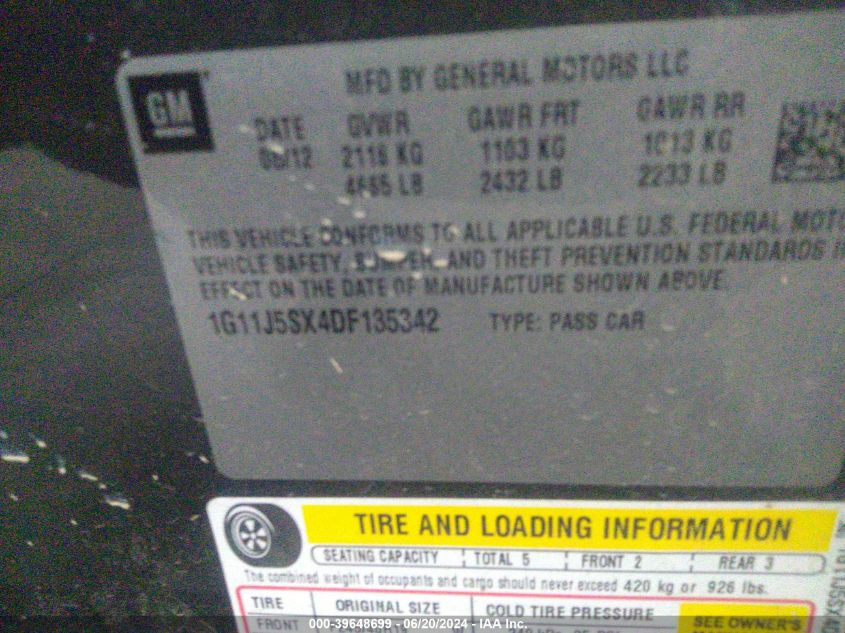 GM
MFD BY GENERAL MOTORS LLC
DATE GVWR GAWR FRT GAWR RR
/12 2116 KG 1103 KG 1013 KG
4665 LB 2432 LB 2233 LB
THIS VEHICLE CONFORMS TO ALL APPLICABLE U.S. FEDERAL MOTO
VEHICLE SAFETY, BUMPER, AND THEFT PREVENTION STANDARDS I
EFFECT ON THE DATE OF MANUFACTURE SHOWN ABOVE.
1G11J5SX4DF135342 TYPE: PASS CAR
TIRE AND LOADING INFORMATION
SEATING CAPACITY TOTAL 5 FRONT 2 REAR 3
The combined weight of occupants and cargo should never exceed 420 kg or 926 lbs.
TIRE ORIGINAL SIZE COLD TIRE PRESSURE SEE OWNER'S
FRONT
000-39648699 - 06/20/2024 - IAA Inc.